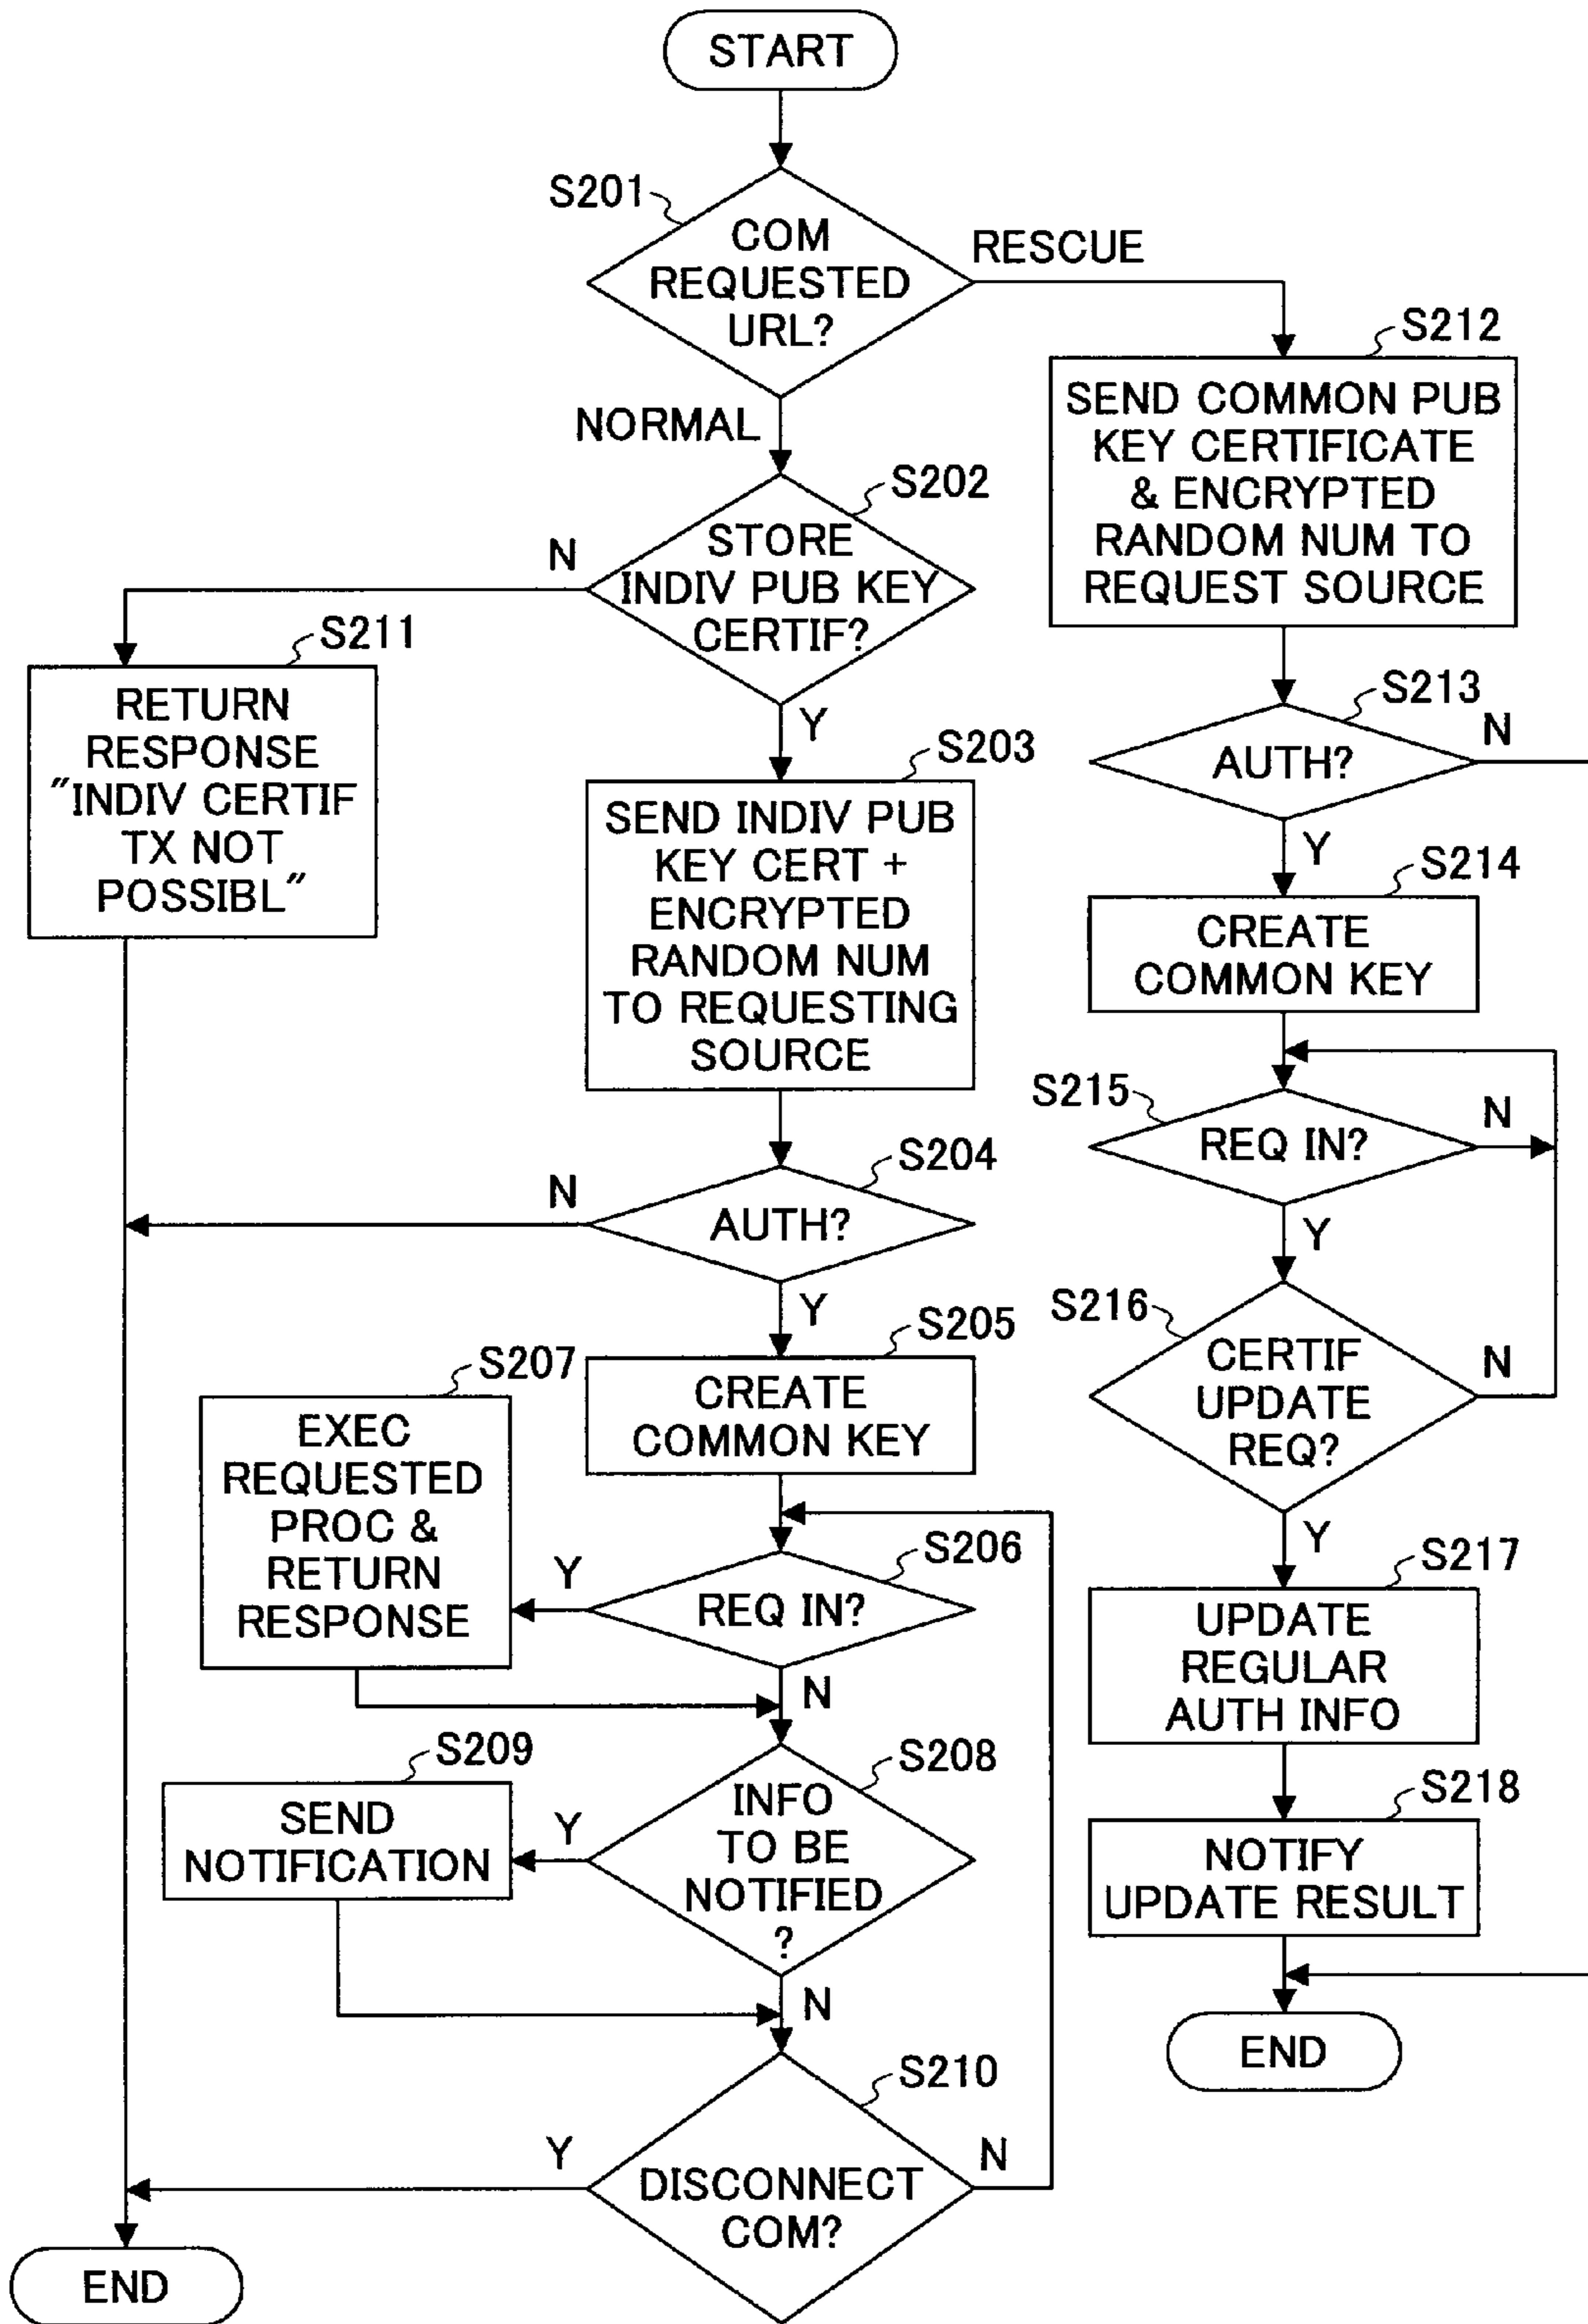 START
S201
COM
REQUESTED
URL?
RESCUE
NORMAL
S202
STORE
INDIV PUB KEY
CERTIF?
N
Y
S211
RETURN
RESPONSE
"INDIV CERTIF
TX NOT
POSSIBL"
S203
SEND INDIV PUB
KEY CERT +
ENCRYPTED
RANDOM NUM
TO REQUESTING
SOURCE
S204
AUTH?
N
Y
S205
CREATE
COMMON KEY
S206
REQ IN?
Y
N
S207
EXEC
REQUESTED
PROC &
RETURN
RESPONSE
S208
INFO
TO BE
NOTIFIED
?
Y
N
S209
SEND
NOTIFICATION
S210
DISCONNECT
COM?
Y
N
END
S212
SEND COMMON PUB
KEY CERTIFICATE
& ENCRYPTED
RANDOM NUM TO
REQUEST SOURCE
S213
AUTH?
N
Y
S214
CREATE
COMMON KEY
S215
REQ IN?
N
Y
S216
CERTIF
UPDATE
REQ?
N
Y
S217
UPDATE
REGULAR
AUTH INFO
S218
NOTIFY
UPDATE RESULT
END